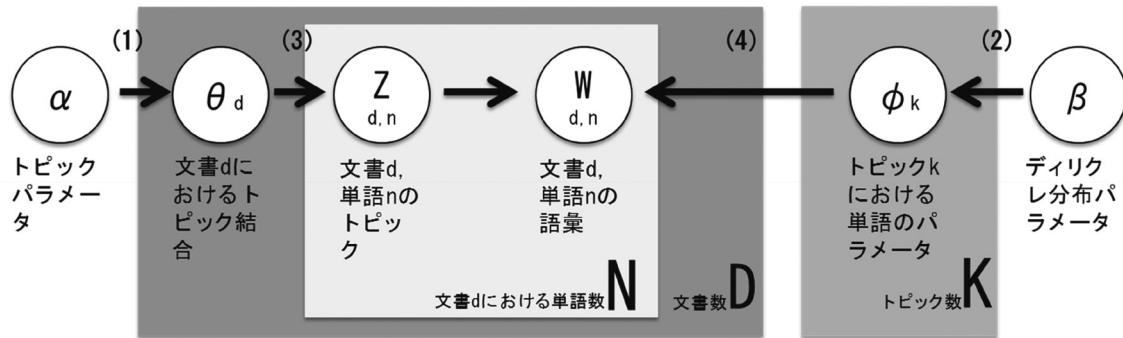 (1)
(3)
(4)
(2)
α
θ d
Z
d, n
W
d, n
φ k
β
トピック
パラメー
タ
文書dに
おけるト
ピック結
合
文書d,
単語nの
トピック
文書d,
単語nの
語彙
トピックk
における
単語のパ
ラメータ
ディリク
レ分布パ
ラメータ
文書dにおける単語数N
文書数D
トピック数K